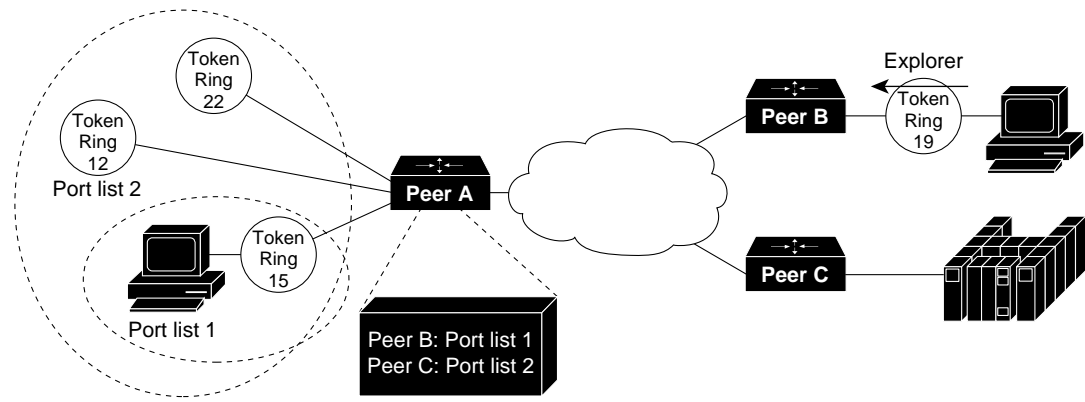 Token
Ring
22
Token
Ring
12
Port list 2
Token
Ring
15
Port list 1
Peer A
Peer B: Port list 1
Peer C: Port list 2
Peer B
Explorer
Token
Ring
19
Peer C